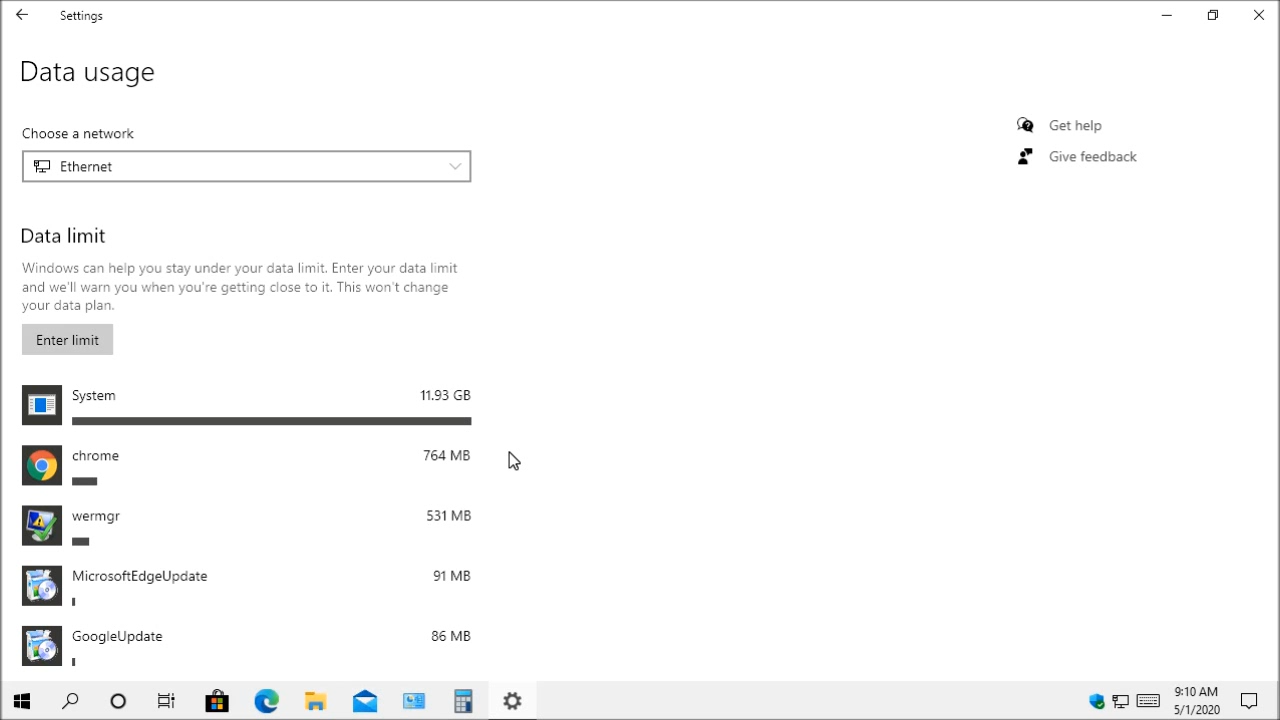 Settings
Data usage
Choose a network
Ethernet
Get help
Give feedback
Data limit
Windows can help you stay under your data limit. Enter your data limit
and we'll warn you when you're getting close to it. This won't change
your data plan.
Enter limit
System 11.93 GB
chrome 764 MB
wermgr 531 MB
MicrosoftEdgeUpdate 91 MB
GoogleUpdate 86 MB
9:10 AM
5/1/2020